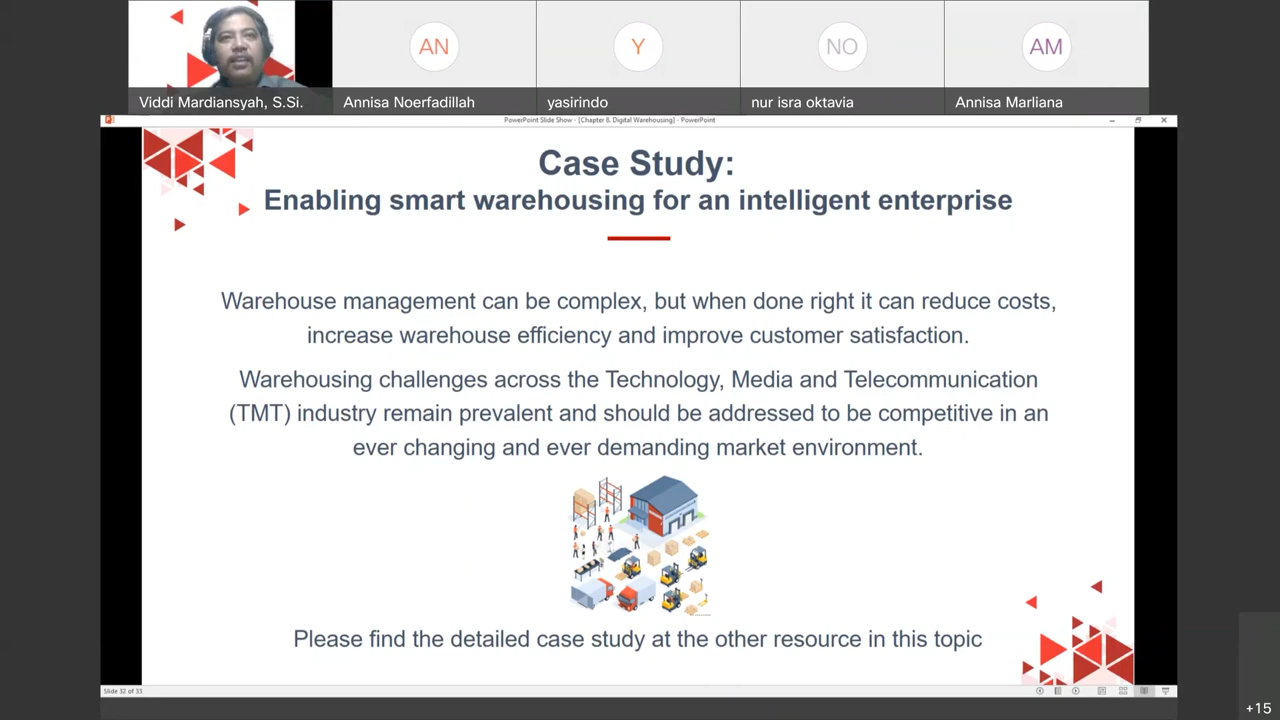 AN
Y
NO
AM
Viddi Mardiansyah, S.Si.
Annisa Noerfadillah
yasirindo
nur isra oktavia
Annisa Marliana
PowerPoint Slide Show - [Chapter 8. Digital Warehousing] - PowerPoint
Case Study:
Enabling smart warehousing for an intelligent enterprise
Warehouse management can be complex, but when done right it can reduce costs,
increase warehouse efficiency and improve customer satisfaction.
Warehousing challenges across the Technology, Media and Telecommunication
(TMT) industry remain prevalent and should be addressed to be competitive in an
ever changing and ever demanding market environment.
Please find the detailed case study at the other resource in this topic
Slide 32 of 33
+15